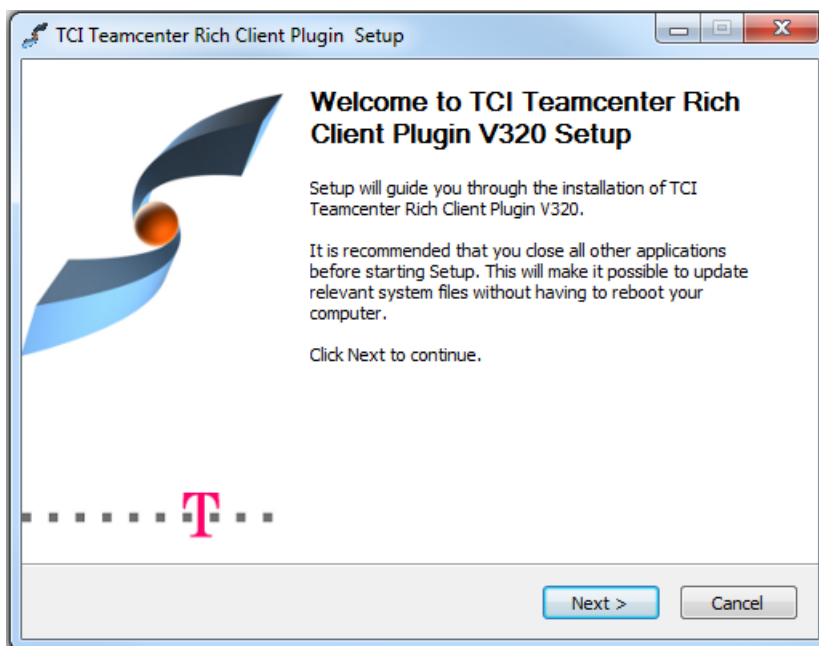 TCI Teamcenter Rich Client Plugin  Setup
Welcome to TCI Teamcenter Rich
Client Plugin V320 Setup
Setup will guide you through the installation of TCI
Teamcenter Rich Client Plugin V320.
It is recommended that you close all other applications
before starting Setup. This will make it possible to update
relevant system files without having to reboot your
computer.
Click Next to continue.
T
Next >
Cancel